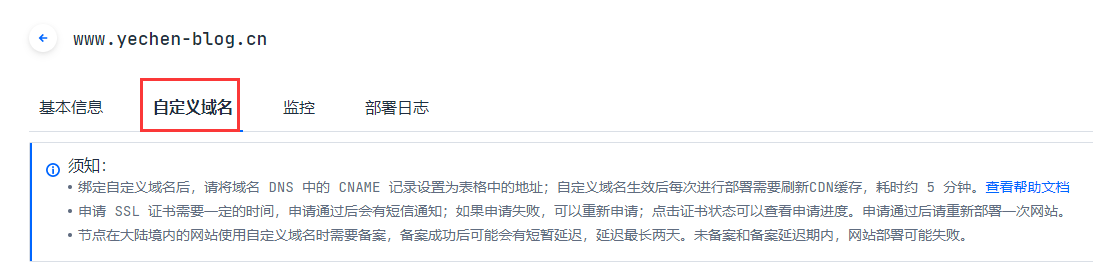 www.yechen-blog.cn
基本信息 自定义域名 监控 部署日志
须知：
• 绑定自定义域名后，请将域名 DNS 中的 CNAME 记录设置为表格中的地址；自定义域名生效后每次进行部署需要刷新CDN缓存，耗时约 5 分钟。查看帮助文档
• 申请 SSL 证书需要一定的时间，申请通过后会有短信通知；如果申请失败，可以重新申请；点击证书状态可以查看申请进度。申请通过后请重新部署一次网站。
• 节点在大陆境内的网站使用自定义域名时需要备案，备案成功后可能会有短暂延迟，延迟最长两天。未备案和备案延迟期内，网站部署可能失败。